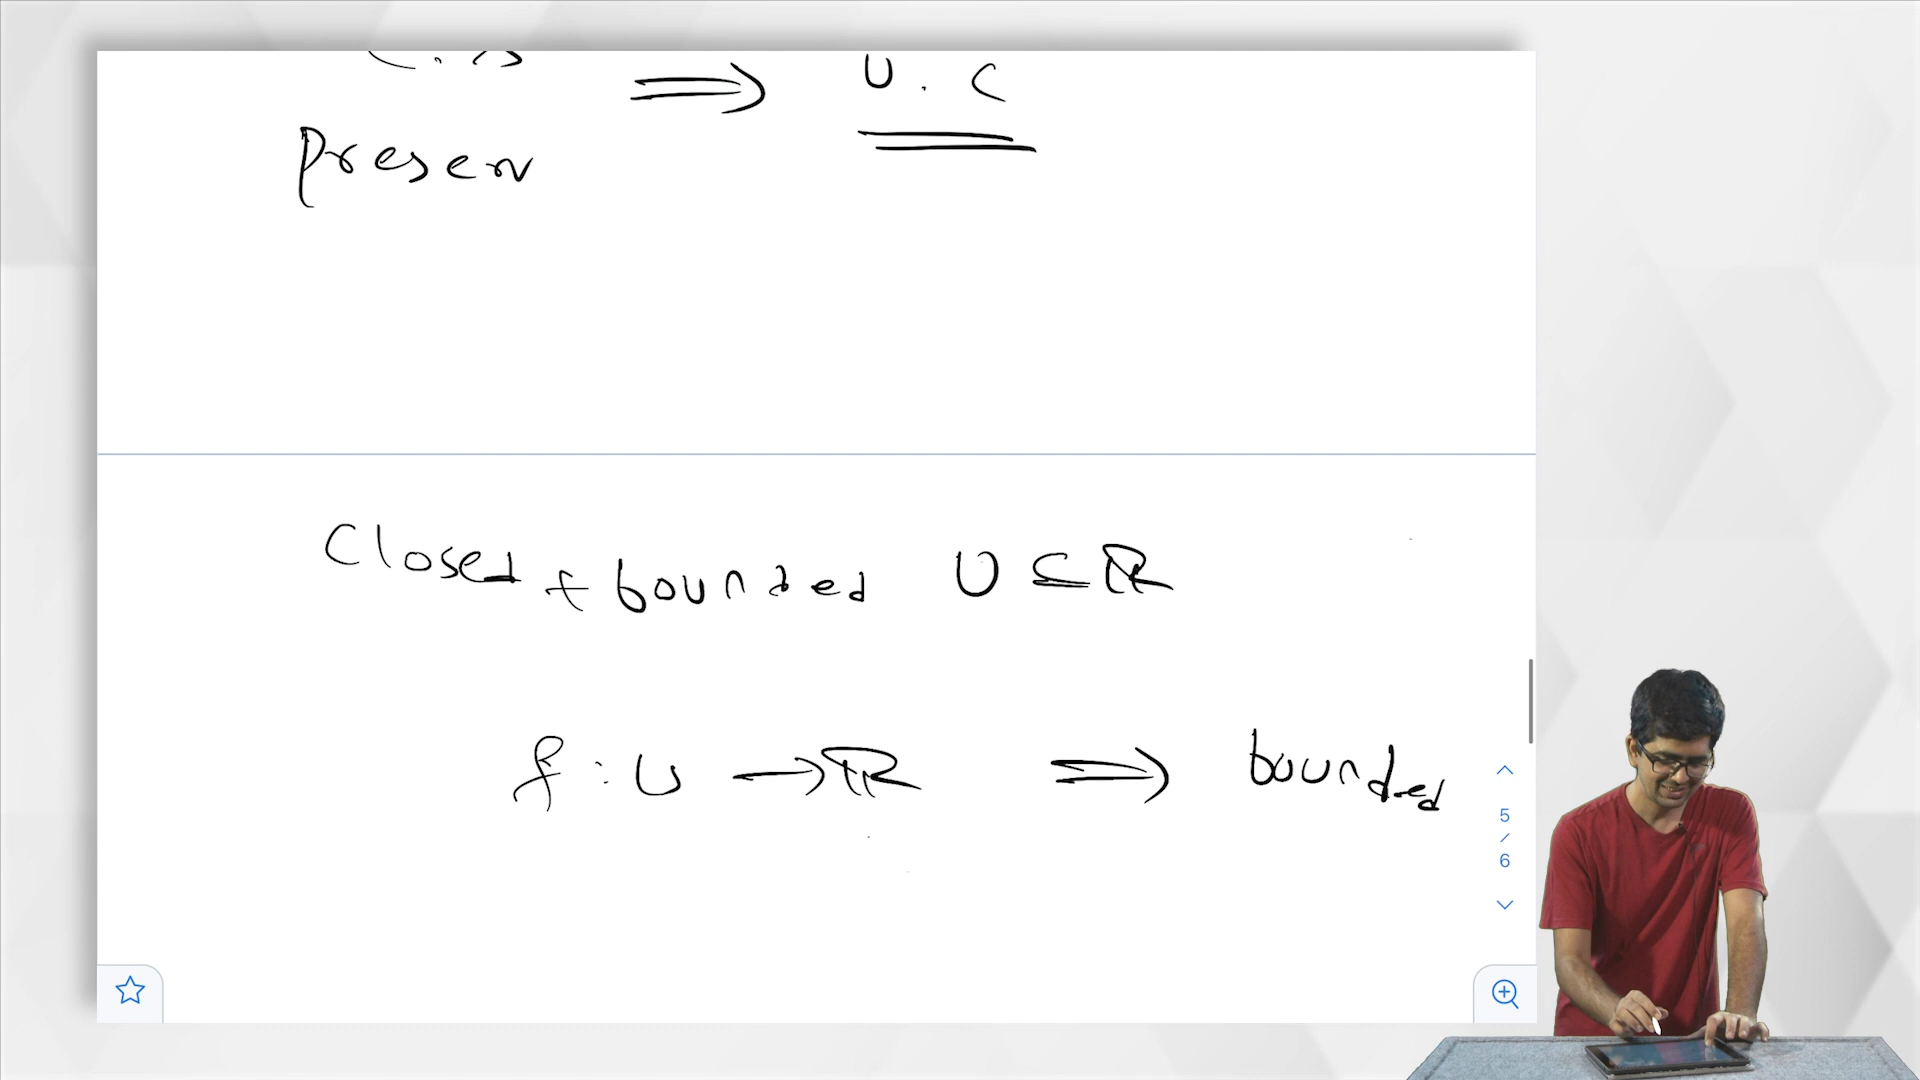 ⟹ U. C
Preserv
Closed + bounded U ⊆ ℝ
f : U → ℝ ⟹ bounded
5
/
6